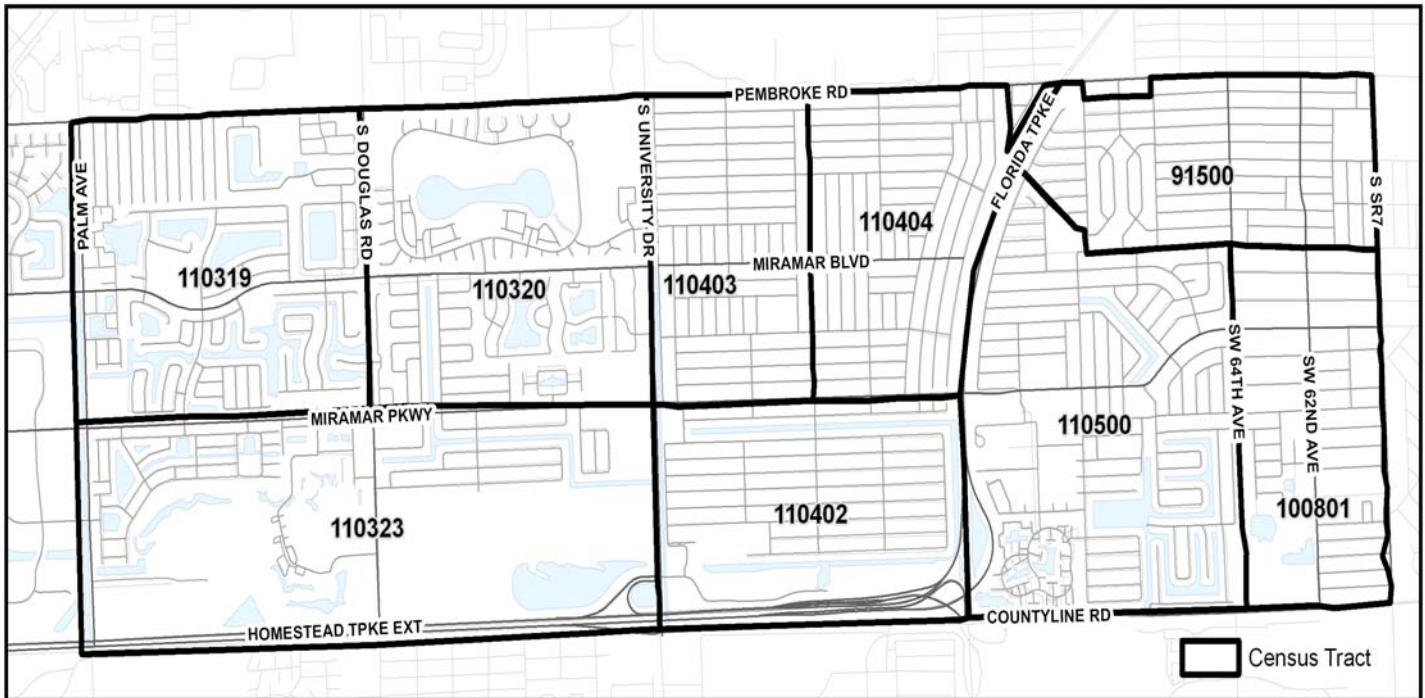 PEMBROKE RD
PALM AVE
S DOUGLAS RD
S UNIVERSITY DR
FLORIDA TPKE
91500
S SR7
110404
110319
110320
110403
MIRAMAR BLVD
MIRAMAR PKWY
110500
SW 64TH AVE
SW 62ND AVE
110323
110402
100801
HOMESTEAD TPKE EXT
COUNTYLINE RD
Census Tract